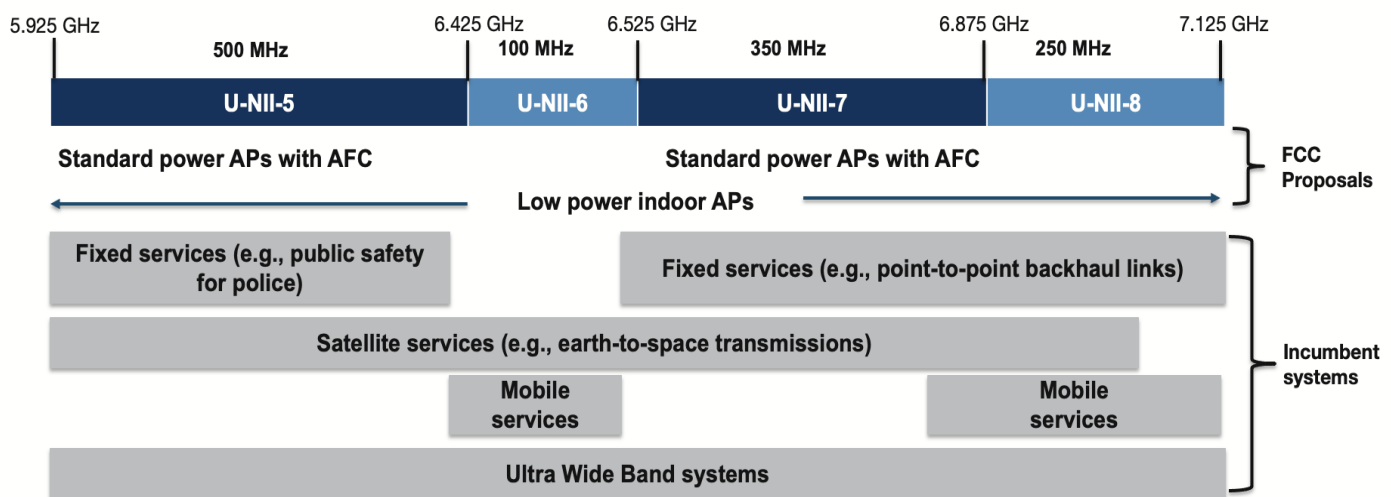 5.925 GHz
6.425 GHz
6.525 GHz
6.875 GHz
7.125 GHz
500 MHz
100 MHz
350 MHz
250 MHz
U-NII-5
U-NII-6
U-NII-7
U-NII-8
Standard power APs with AFC
Standard power APs with AFC
Low power indoor APs
FCC
Proposals
Fixed services (e.g., public safety
for police)
Fixed services (e.g., point-to-point backhaul links)
Satellite services (e.g., earth-to-space transmissions)
Mobile
services
Mobile
services
Ultra Wide Band systems
Incumbent
systems